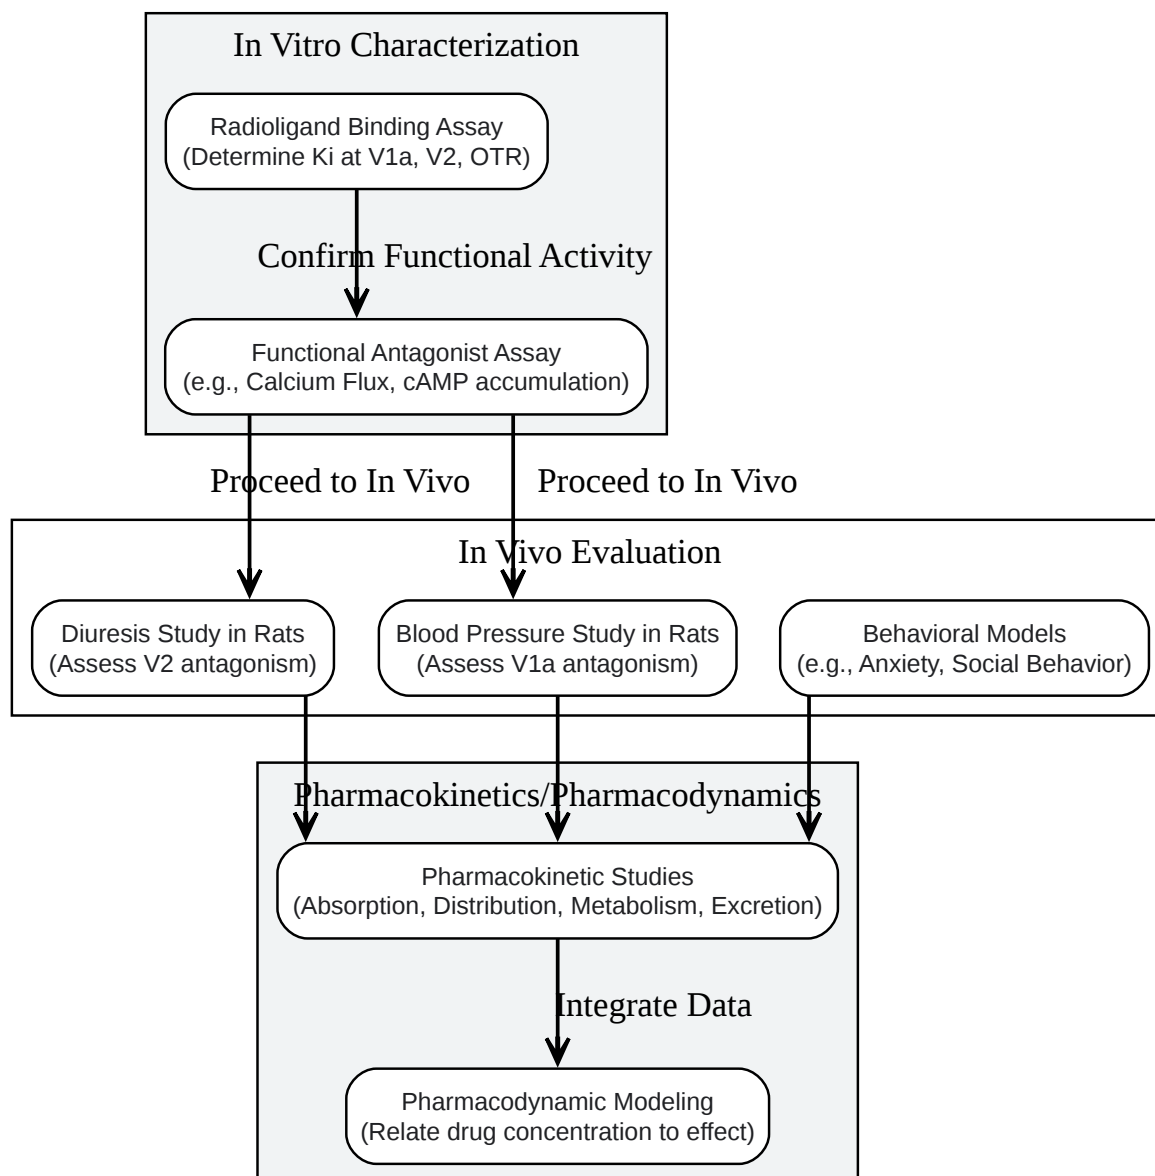 In Vitro Characterization
Radioligand Binding Assay
(Determine Ki at V1a, V2, OTR)
Confirm Functional Activity
Functional Antagonist Assay
(e.g., Calcium Flux, cAMP accumulation)
Proceed to In Vivo
Proceed to In Vivo
In Vivo Evaluation
Diuresis Study in Rats
(Assess V2 antagonism)
Blood Pressure Study in Rats
(Assess V1a antagonism)
Behavioral Models
(e.g., Anxiety, Social Behavior)
Pharmacokinetics/Pharmacodynamics
Pharmacokinetic Studies
(Absorption, Distribution, Metabolism, Excretion)
Integrate Data
Pharmacodynamic Modeling
(Relate drug concentration to effect)